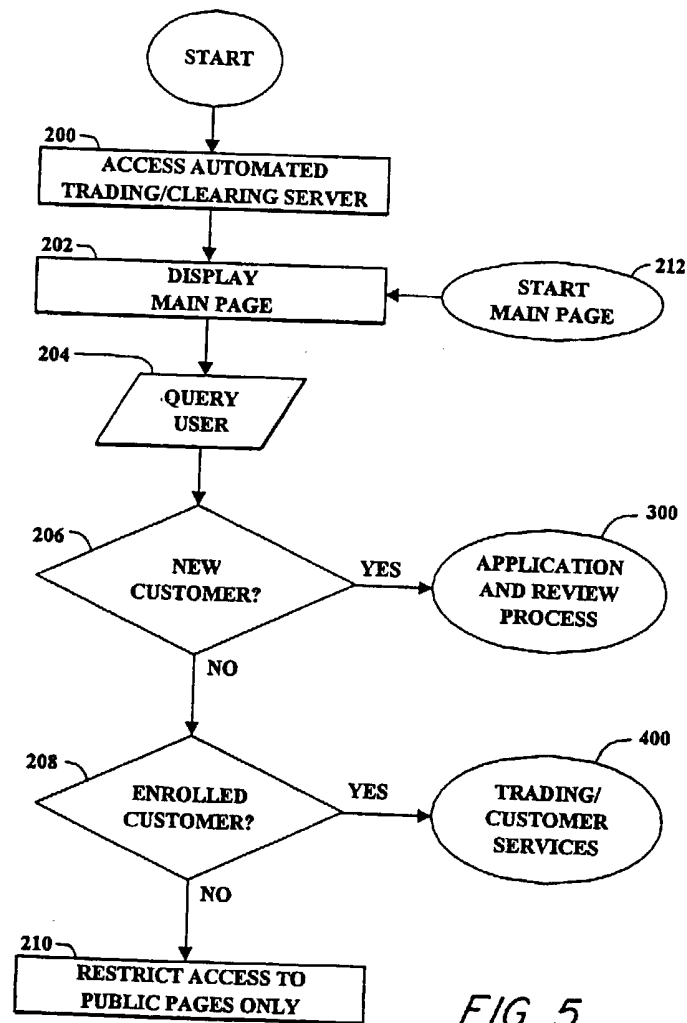 START
200
ACCESS AUTOMATED
TRADING/CLEARING SERVER
202
DISPLAY
MAIN PAGE
212
START
MAIN PAGE
204
QUERY
USER
206
NEW
CUSTOMER?
YES
300
APPLICATION
AND REVIEW
PROCESS
NO
208
ENROLLED
CUSTOMER?
YES
400
TRADING/
CUSTOMER
SERVICES
NO
210
RESTRICT ACCESS TO
PUBLIC PAGES ONLY
FIG. 5